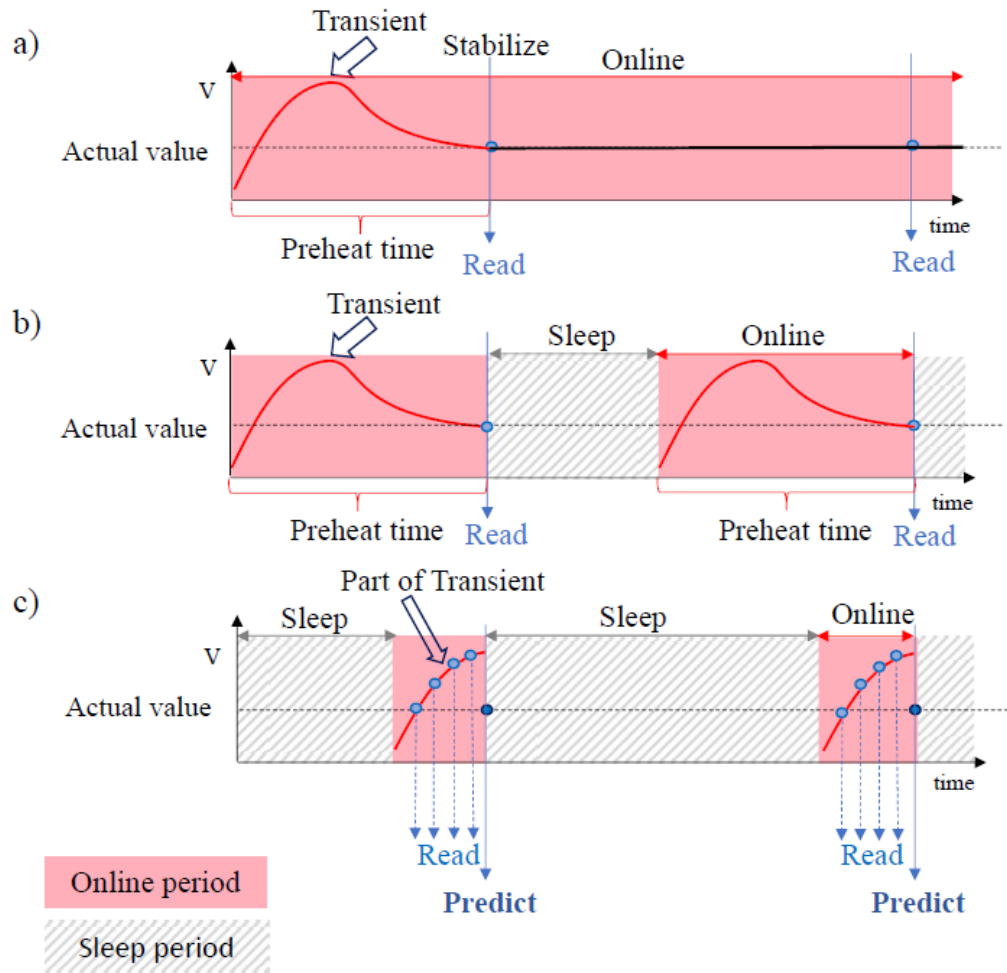 a)
Transient
Stabilize
Online
V
Actual value
time
Preheat time
Read
Read
b)
Transient
Sleep
Online
V
Actual value
time
Preheat time
Read
Preheat time
Read
c)
Part of Transient
Sleep
Sleep
Online
V
Actual value
time
Read
Read
Predict
Predict
Online period
Sleep period